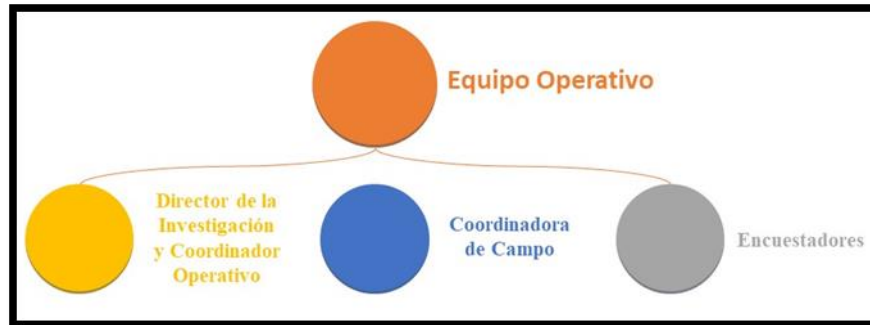 Equipo Operativo
Director de la
Investigación
y Coordinador
Operativo
Coordinadora
de Campo
Encuestadores